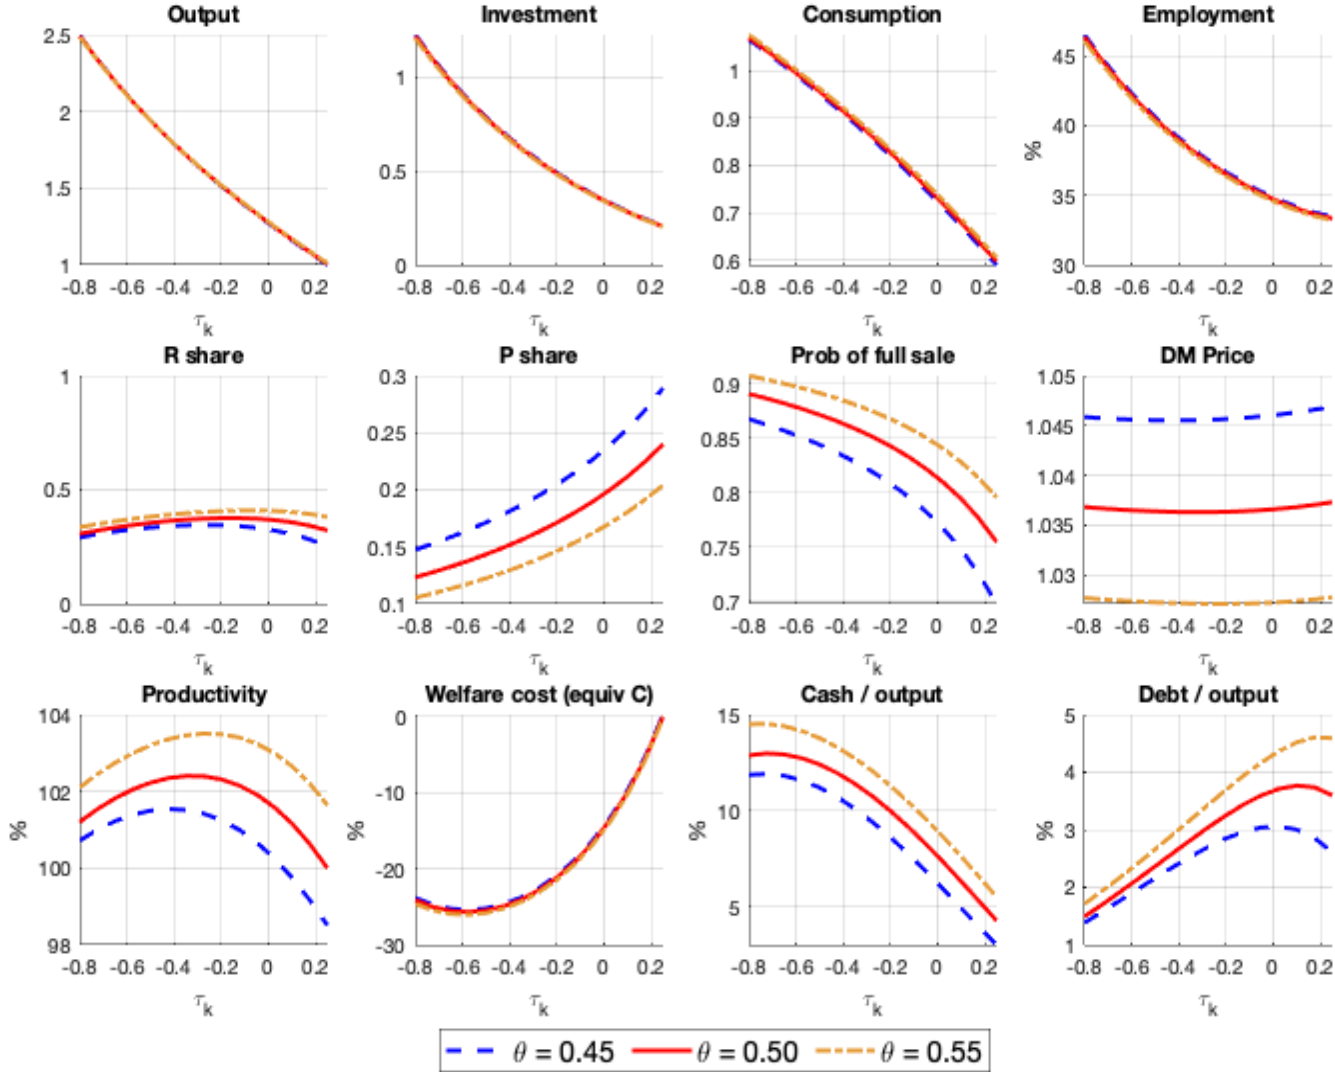 Output Investment Consumption Employment
2.5
2
1.5
1
-0.8 -0.6 -0.4 -0.2 0 0.2
τk
1
0.5
0
-0.8 -0.6 -0.4 -0.2 0 0.2
τk
1
0.9
0.8
0.7
0.6
-0.8 -0.6 -0.4 -0.2 0 0.2
τk
%
45
40
35
30
-0.8 -0.6 -0.4 -0.2 0 0.2
τk
R share P share Prob of full sale DM Price
1
0.5
0
-0.8 -0.6 -0.4 -0.2 0 0.2
τk
0.3
0.25
0.2
0.15
0.1
-0.8 -0.6 -0.4 -0.2 0 0.2
τk
0.9
0.85
0.8
0.75
0.7
-0.8 -0.6 -0.4 -0.2 0 0.2
τk
1.05
1.045
1.04
1.035
1.03
-0.8 -0.6 -0.4 -0.2 0 0.2
τk
Productivity Welfare cost (equiv C) Cash / output Debt / output
%
104
102
100
98
-0.8 -0.6 -0.4 -0.2 0 0.2
τk
%
0
-10
-20
-30
-0.8 -0.6 -0.4 -0.2 0 0.2
τk
%
15
10
5
-0.8 -0.6 -0.4 -0.2 0 0.2
τk
%
5
4
3
2
1
-0.8 -0.6 -0.4 -0.2 0 0.2
τk
θ = 0.45 θ = 0.50 θ = 0.55